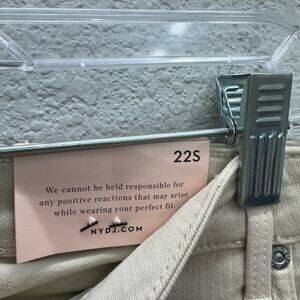 22S
We cannot be held responsible for
any positive reactions that may arise
while wearing your perfect fit.
NYDJ.COM